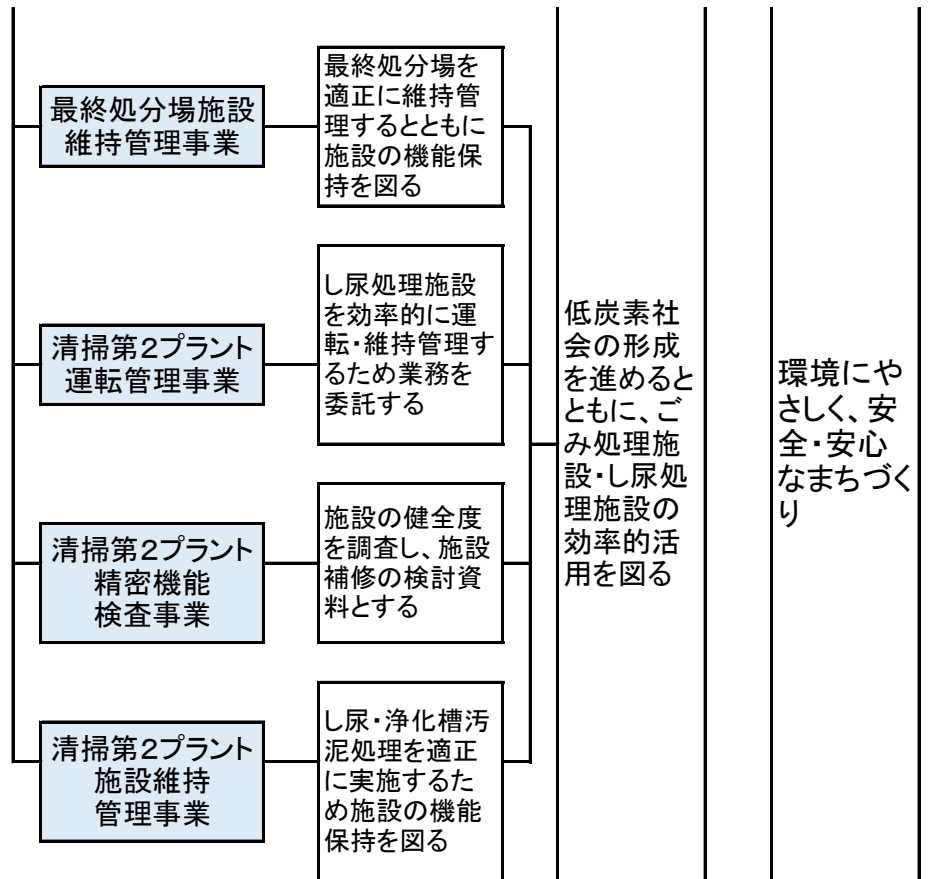 最終処分場施設
維持管理事業
最終処分場を
適正に維持管
理するとともに
施設の機能保
持を図る
清掃第2プラント
運転管理事業
し尿処理施設
を効率的に運
転・維持管理す
るため業務を
委託する
清掃第2プラント
精密機能
検査事業
施設の健全度
を調査し、施設
補修の検討資
料とする
清掃第2プラント
施設維持
管理事業
し尿・浄化槽汚
泥処理を適正
に実施するた
め施設の機能
保持を図る
低炭素社
会の形成
を進めると
ともに、ご
み処理施
設・し尿処
理施設の
効率的活
用を図る
環境にや
さしく、安
全・安心
なまちづく
り